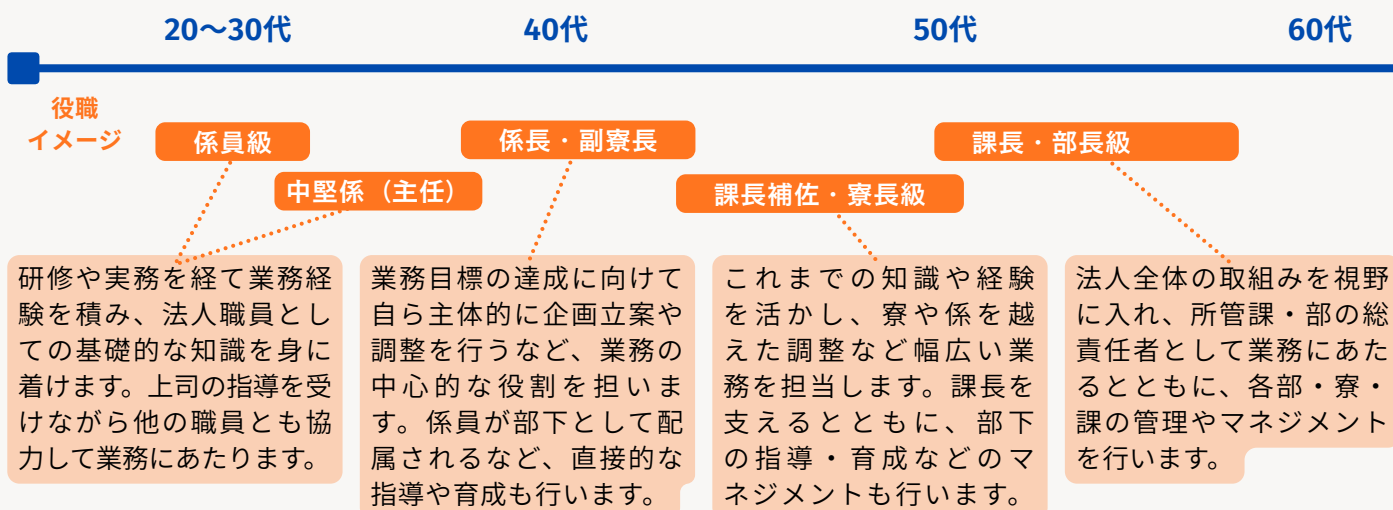 20〜30代
40代
50代
60代
役職
イメージ
係員級
中堅係（主任）
係長・副寮長
課長補佐・寮長級
課長・部長級
研修や実務を経て業務経
験を積み、法人職員とし
ての基礎的な知識を身に
着けます。上司の指導を受
けながら他の職員とも協
力して業務にあたります。
業務目標の達成に向けて
自ら主体的に企画立案や
調整を行うなど、業務の
中心的な役割を担いま
す。係員が部下として配
属されるなど、直接的な
指導や育成も行います。
これまでの知識や経験
を活かし、寮や係を越
えた調整など幅広い業
務を担当します。課長を
支えるとともに、部下
の指導・育成などのマ
ネジメントも行います。
法人全体の取組みを視野
に入れ、所管課・部の総
責任者として業務にあた
るとともに、各部・寮・
課の管理やマネジメント
を行います。